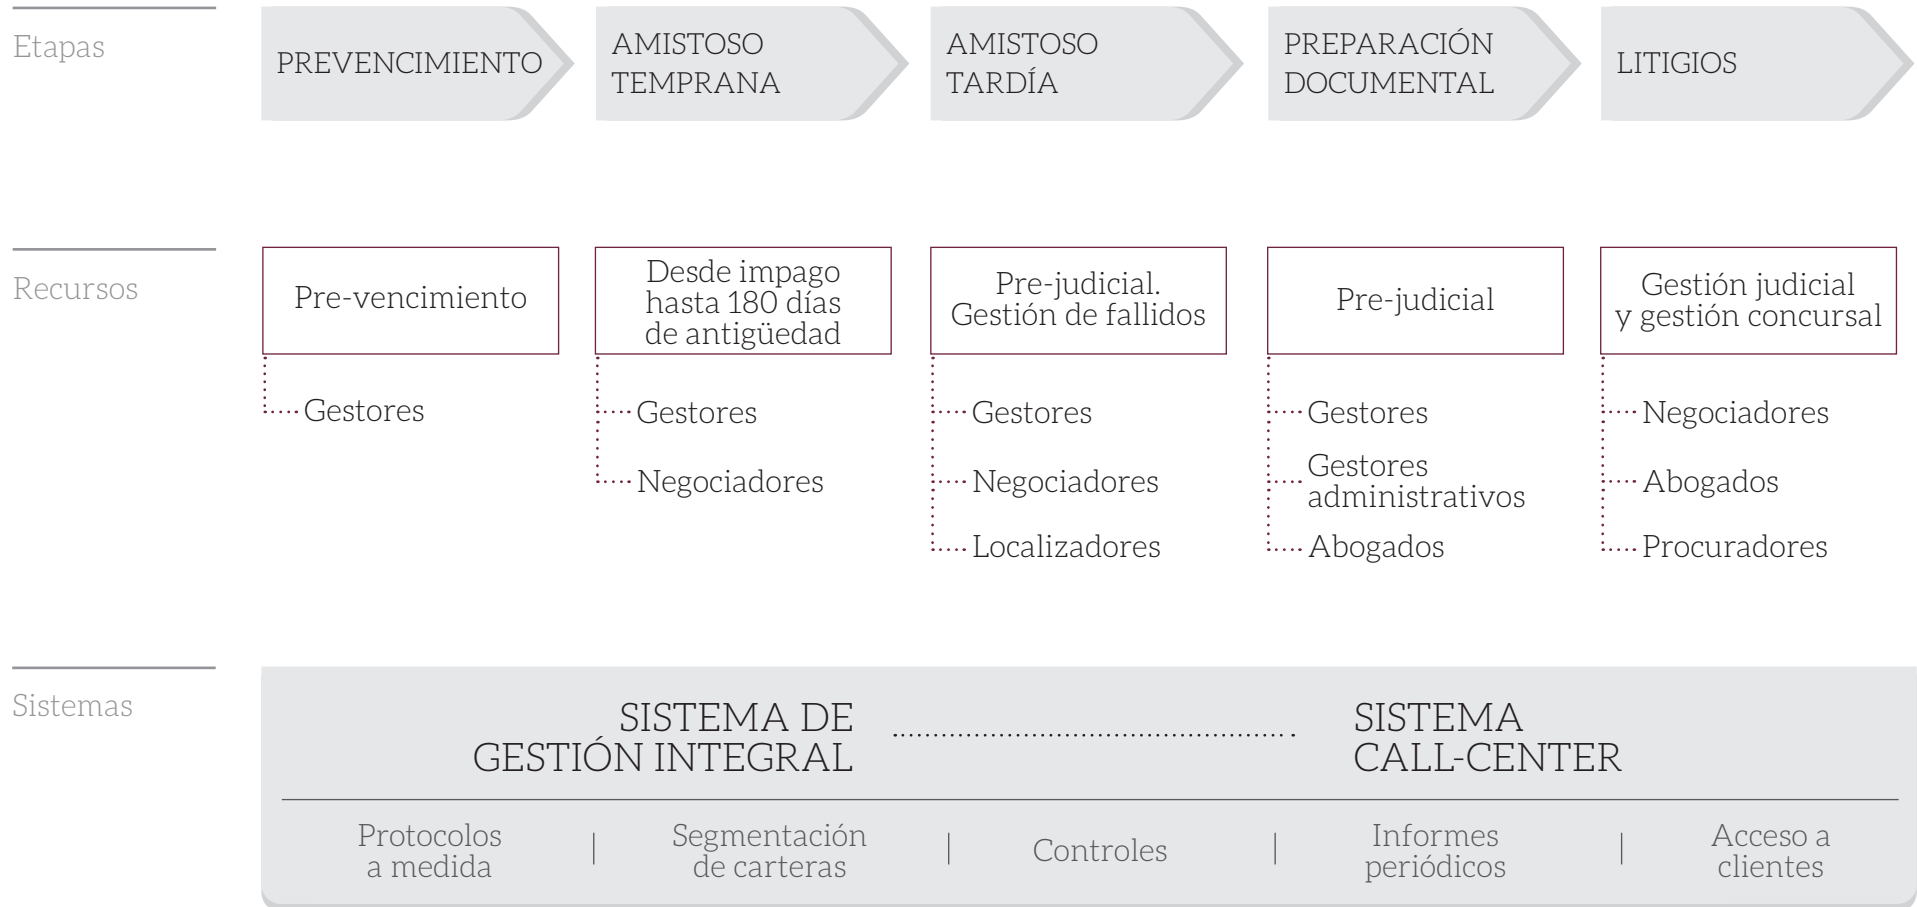 Etapas
PREVENCIMIENTO
AMISTOSO
TEMPRANA
AMISTOSO
TARDÍA
PREPARACIÓN
DOCUMENTAL
LITIGIOS
Recursos
Pre-vencimiento
Gestores
Desde impago
hasta 180 días
de antigüedad
Gestores
Negociadores
Pre-judicial.
Gestión de fallidos
Gestores
Negociadores
Localizadores
Pre-judicial
Gestores
Gestores
administrativos
Abogados
Gestión judicial
y gestión concursal
Negociadores
Abogados
Procuradores
Sistemas
SISTEMA DE
GESTIÓN INTEGRAL
SISTEMA
CALL-CENTER
Protocolos
a medida
Segmentación
de carteras
Controles
Informes
periódicos
Acceso a
clientes